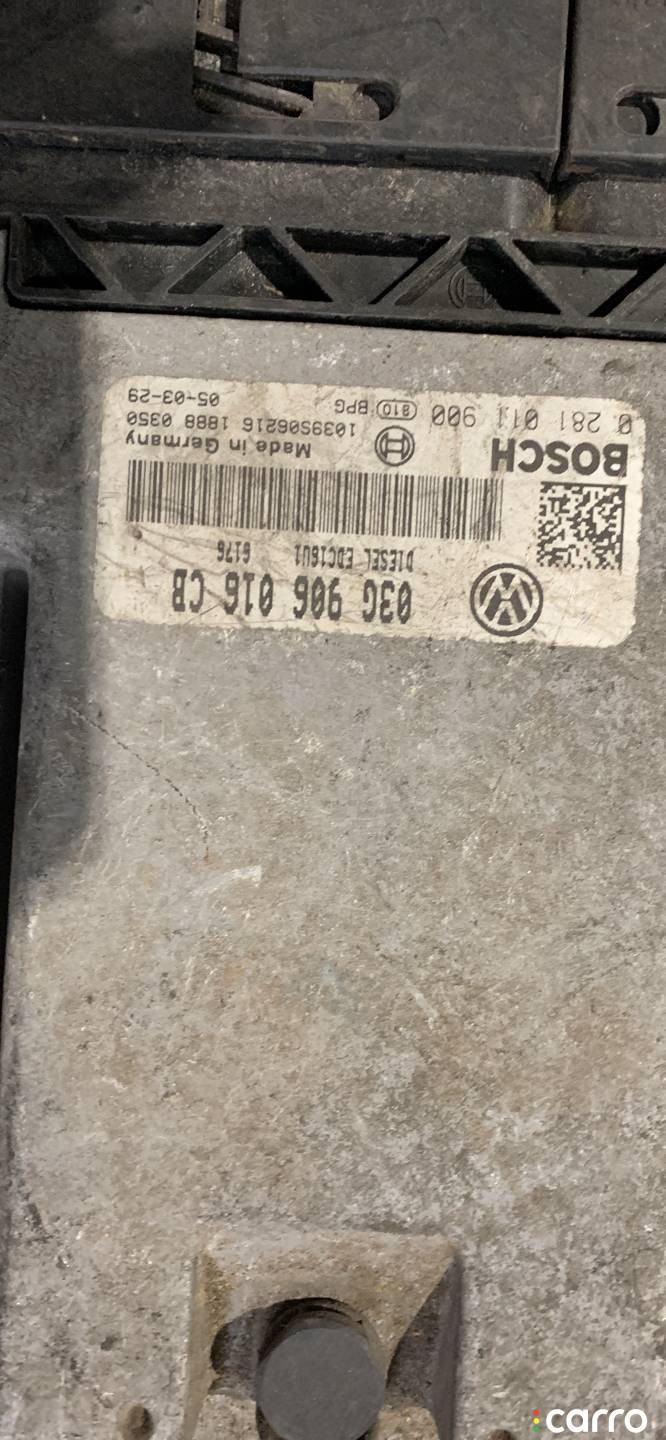 03G 906 016 CB
DIESEL EDC16U1 6176
BOSCH
Made in Germany
1039S06216 1888 0350
0 281 011 900 810 BPG
05-03-29
carro